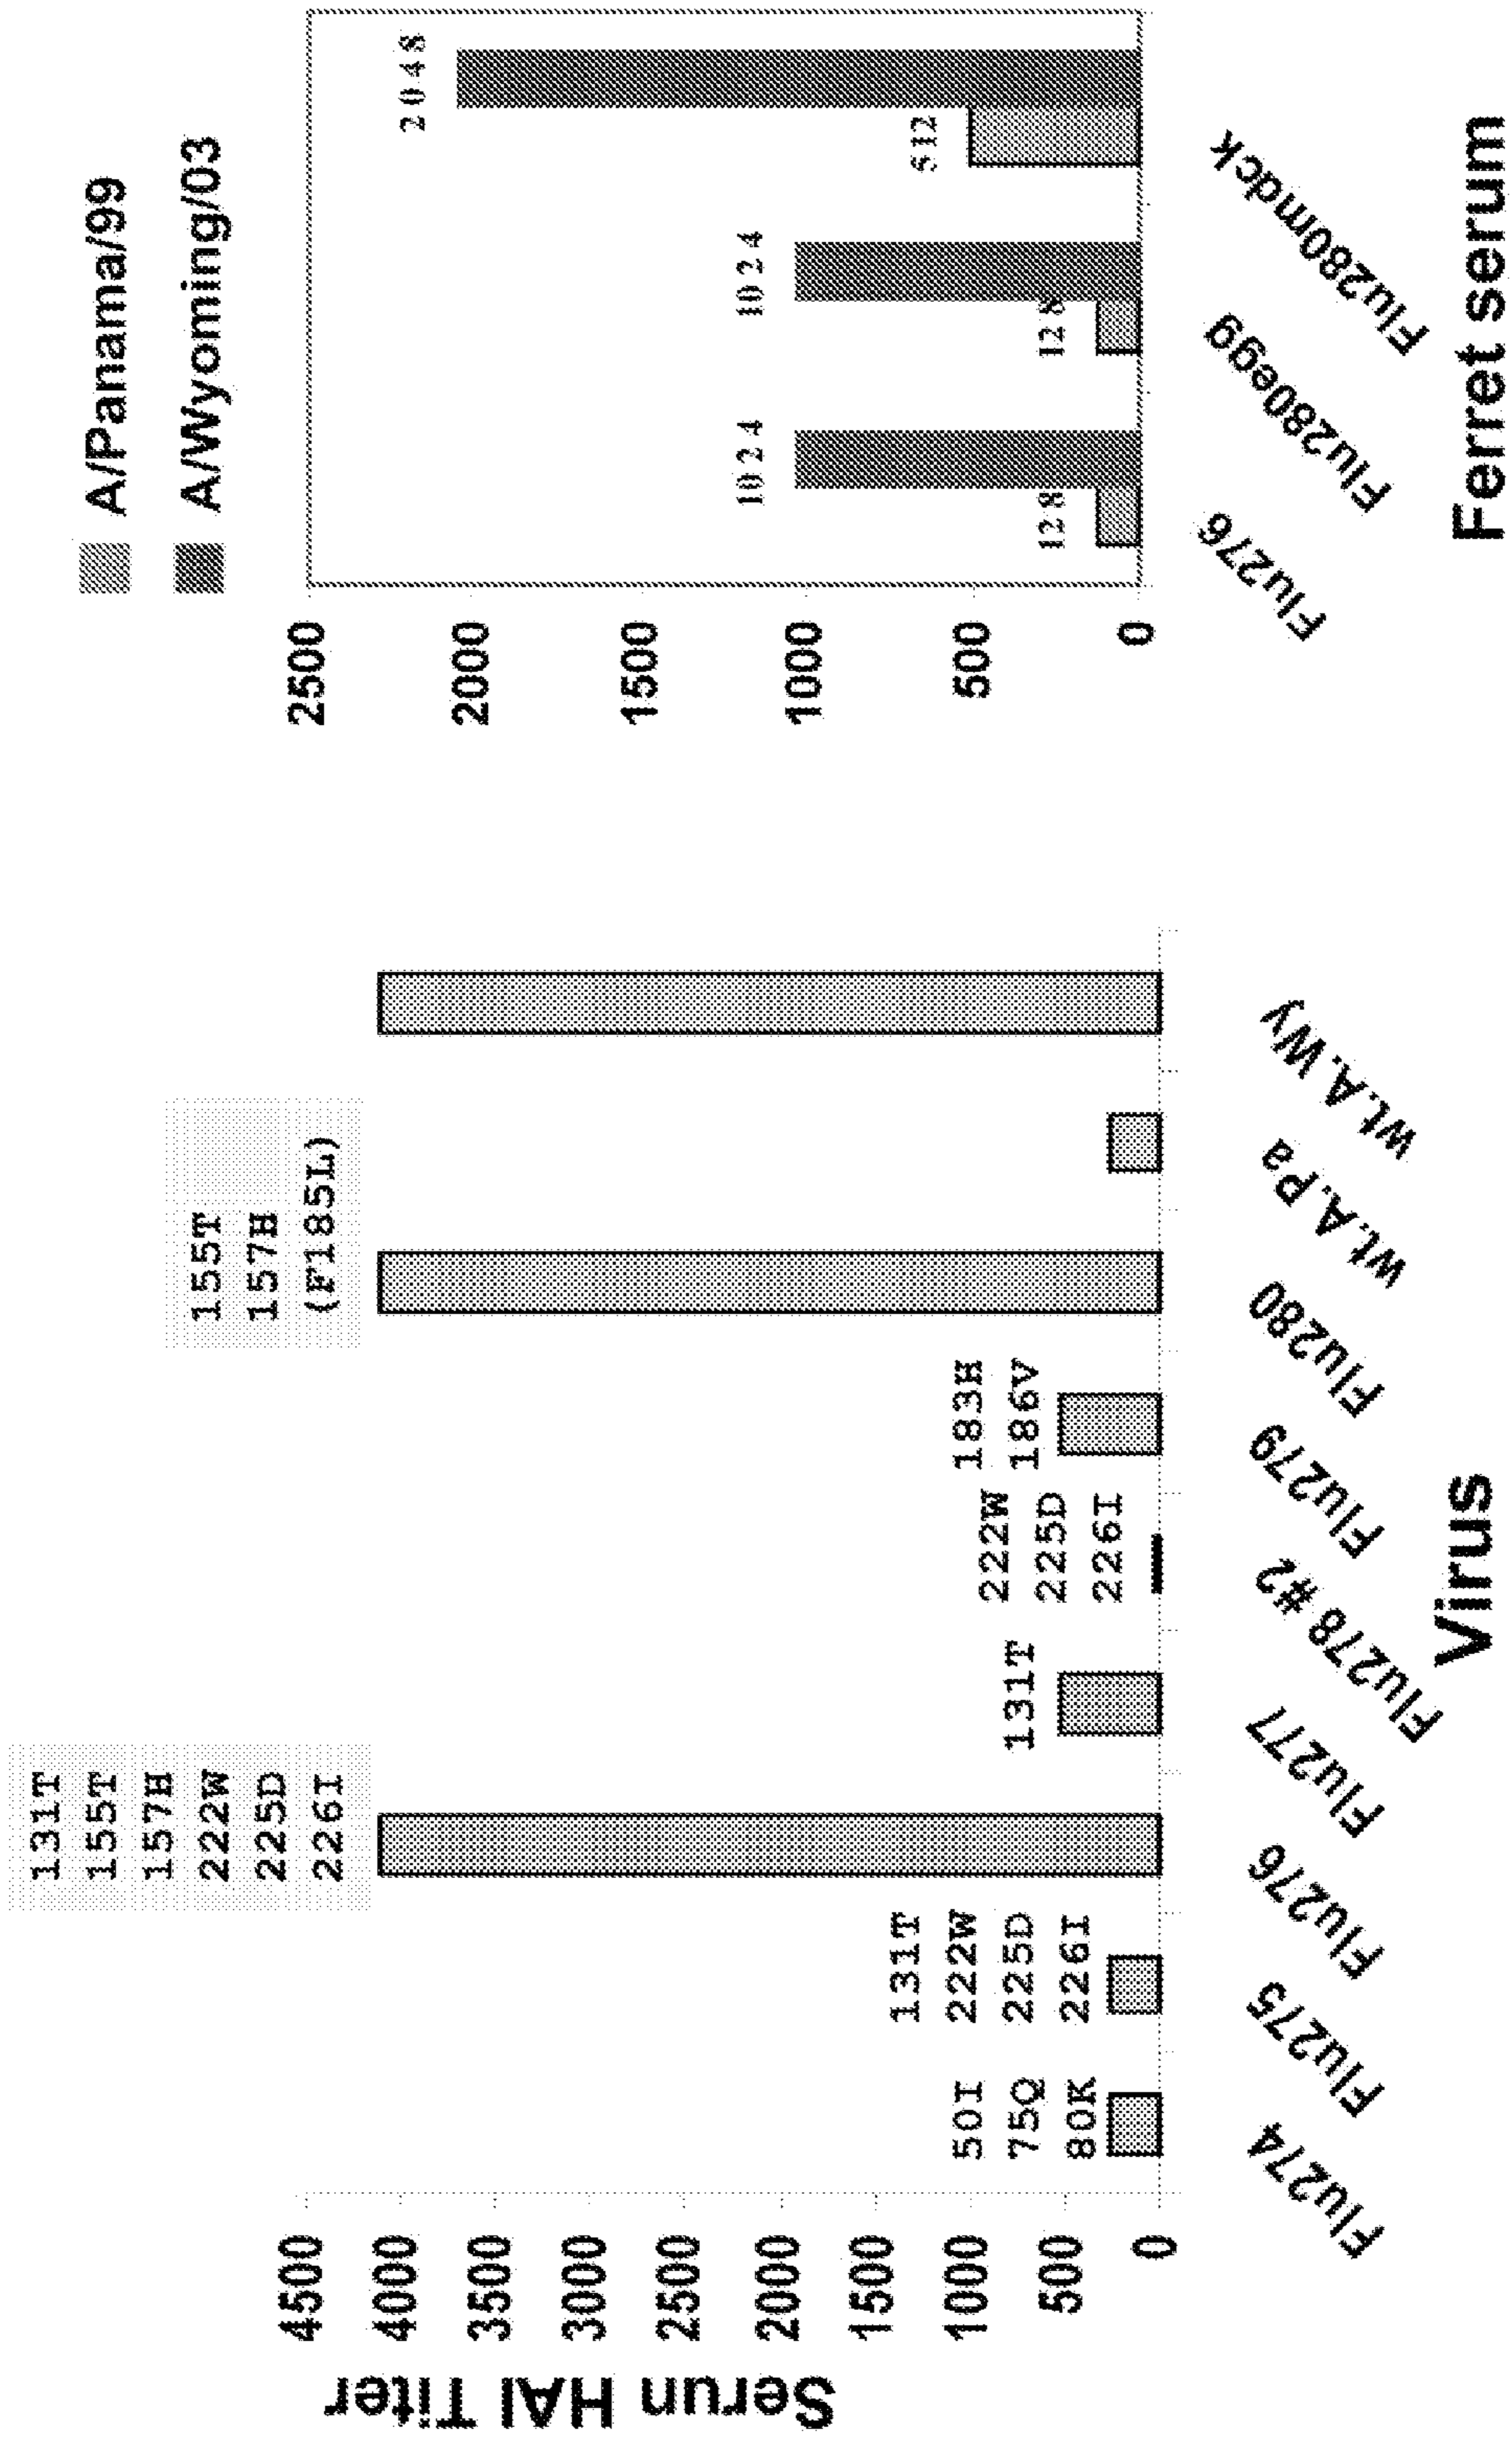 Serun HAI Titer
4500
4000
3500
3000
2500
2000
1500
1000
500
0
50I
75Q
80K
131T
222W
225D
226I
131T
155T
157H
222W
225D
226I
131T
222W
225D
226I
183H
186V
155T
157H
(F185L)
Flu274
Flu275
Flu276
Flu277
Flu278 #2
Flu279
Flu280
wt.A.Pa
wt.A.Wy
Virus
A/Panama/99
A/Wyoming/03
2500
2000
1500
1000
500
0
128
1024
128
1024
512
2048
Flu276
Flu280egg
Flu280mdck
Ferret serum